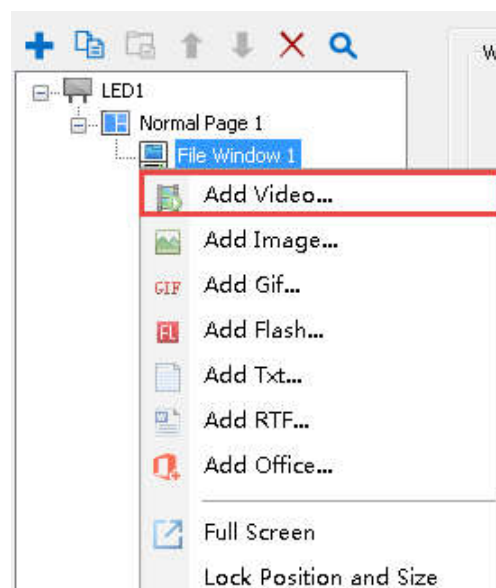 W
LED1
Normal Page 1
File Window 1
Add Video...
Add Image...
GIF Add Gif...
FL Add Flash...
Add Txt...
W Add RTF...
Add Office...
Full Screen
Lock Position and Size